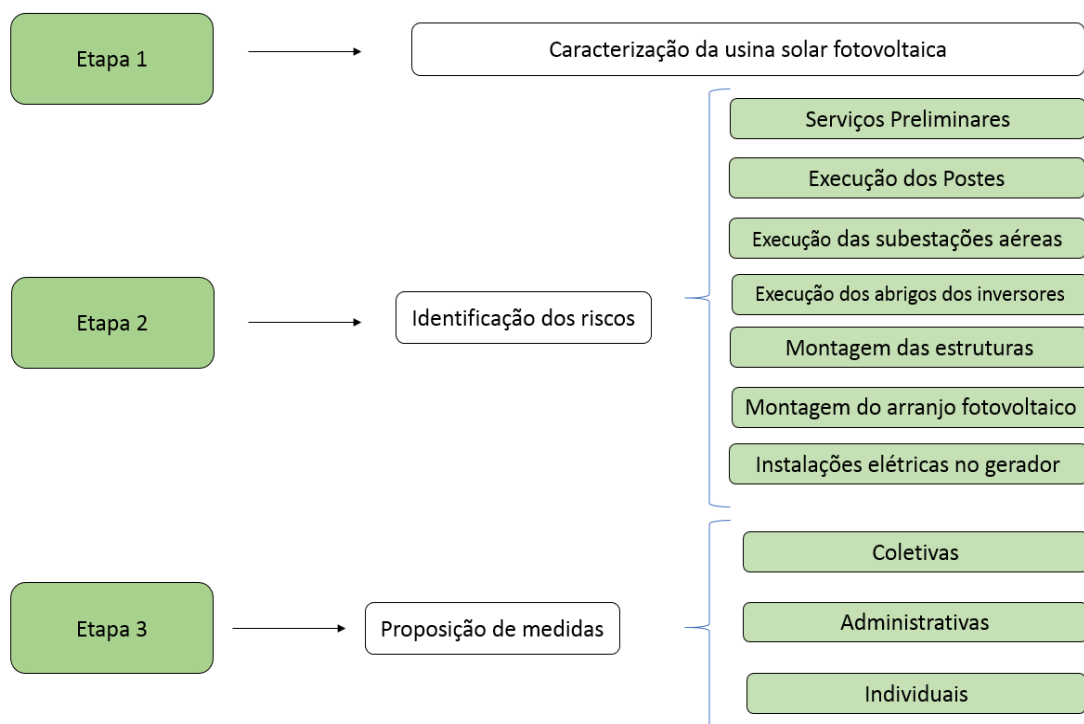 Etapa 1
Caracterização da usina solar fotovoltaica
Serviços Preliminares
Execução dos Postes
Execução das subestações aéreas
Etapa 2
Identificação dos riscos
Execução dos abrigos dos inversores
Montagem das estruturas
Montagem do arranjo fotovoltaico
Instalações elétricas no gerador
Etapa 3
Proposição de medidas
Coletivas
Administrativas
Individuais